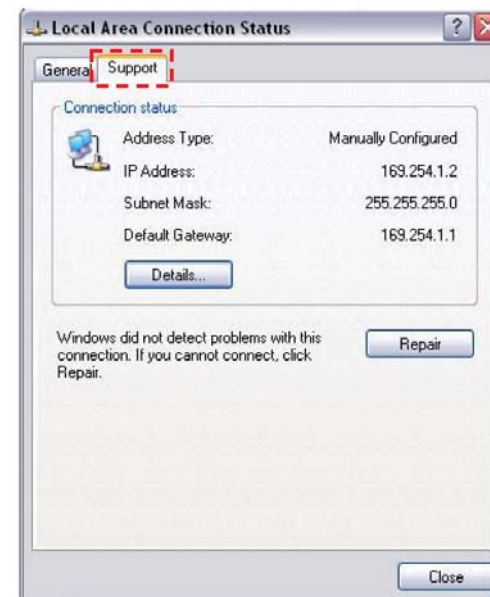 Local Area Connection Status
General Support
Connection status
Address Type: Manually Configured
IP Address: 169.254.1.2
Subnet Mask: 255.255.255.0
Default Gateway: 169.254.1.1
Details...
Windows did not detect problems with this
connection. If you cannot connect, click
Repair.
Repair
Close